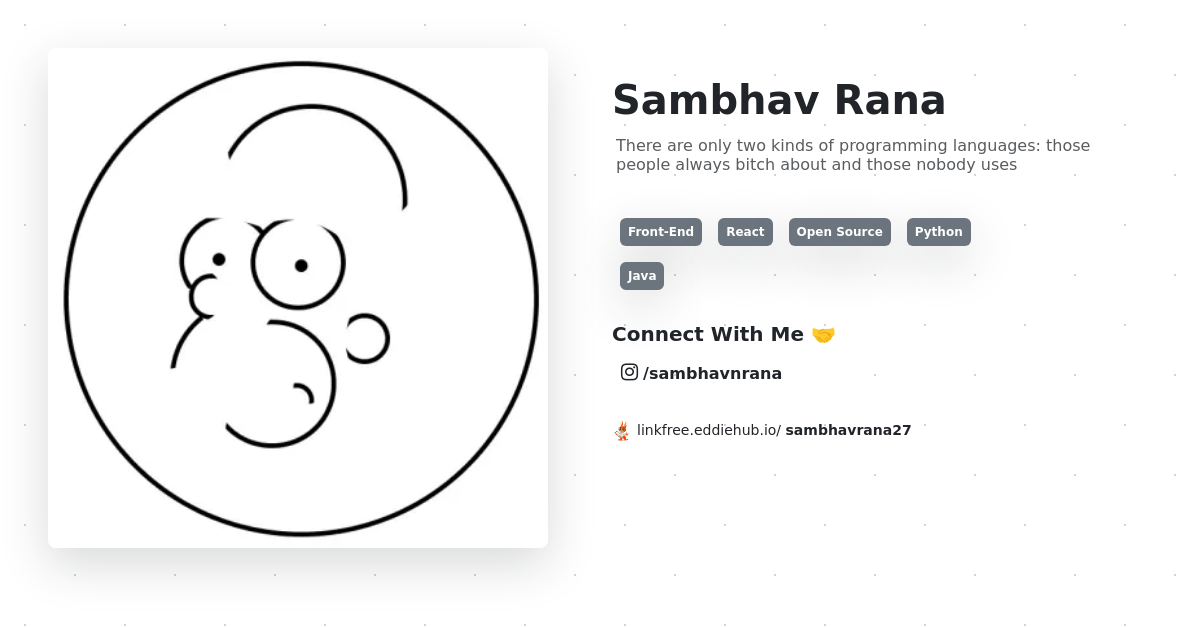 Sambhav Rana
There are only two kinds of programming languages: those
people always bitch about and those nobody uses
Front-End React Open Source Python
Java
Connect With Me 🤝
/sambhavnrana
linkfree.eddiehub.io/ sambhavrana27